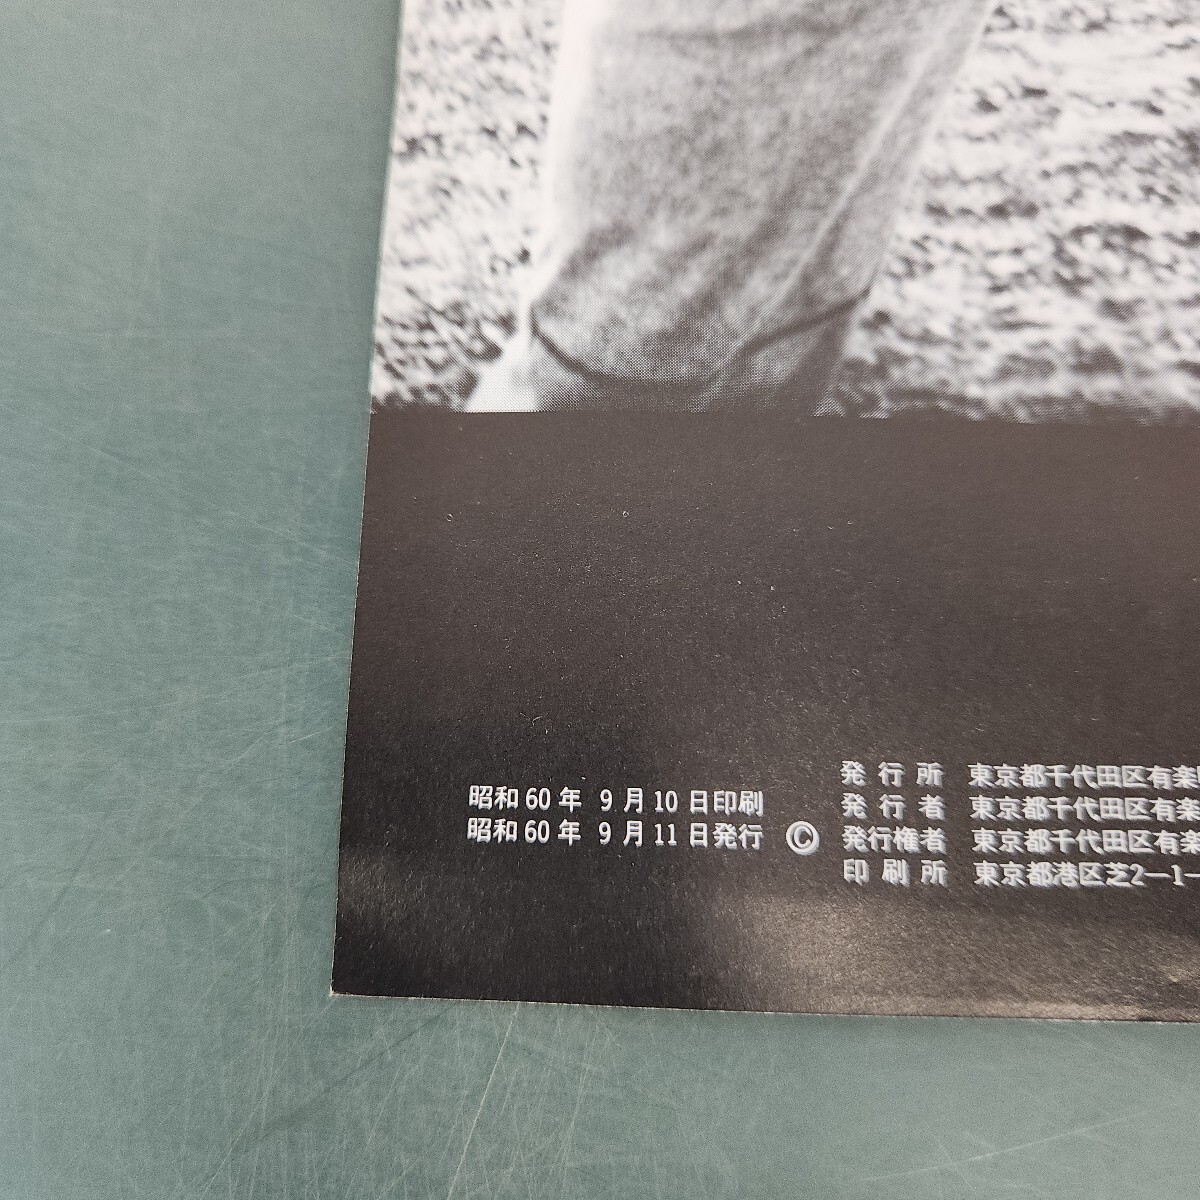 昭和60年 9月10日印刷
昭和60年 9月11日発行
© 発行所 東京都千代田区有楽
発行者 東京都千代田区有楽
発行権者 東京都千代田区有楽
印刷所 東京都港区芝2―1―